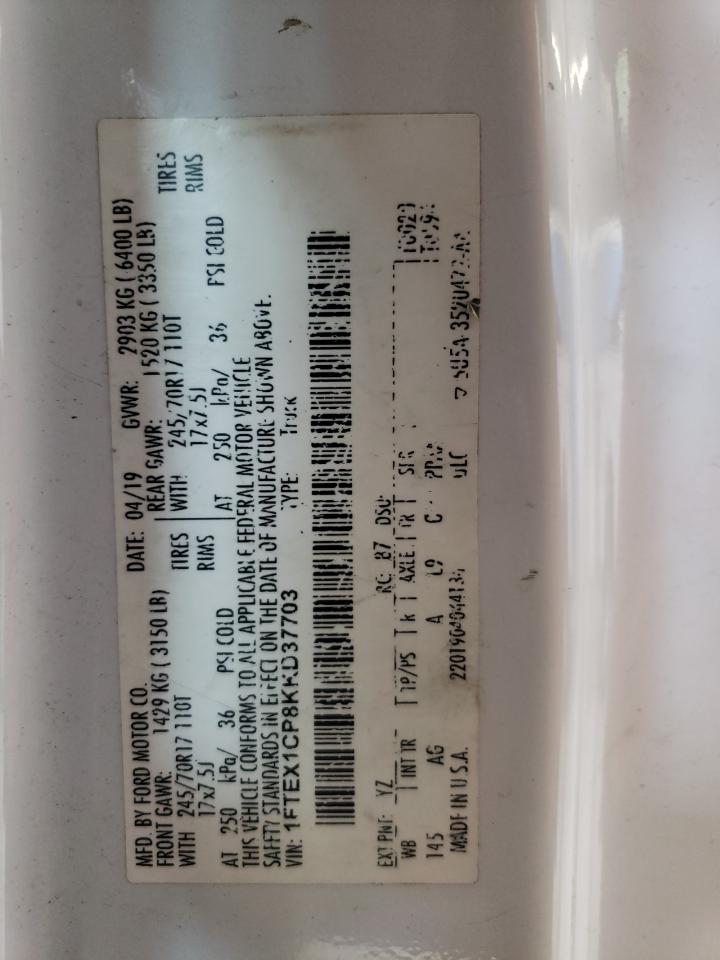 MFD. BY FORD MOTOR CO.
DATE: 04/19 GVWR: 2903 KG ( 6400 LB)
FRONT GAWR: 1429 KG ( 3150 LB) REAR GAWR: 1520 KG ( 3350 LB)
WITH 245/70R17 110T TIRES WITH 245/70R17 110T TIRES
17x7.5J RIMS 17x7.5J RIMS
AT 250 kPa/ 36 PSI COLD AT 250 kPa/ 36 PSI COLD
THIS VEHICLE CONFORMS TO ALL APPLICABLE FEDERAL MOTOR VEHICLE
SAFETY STANDARDS IN EFFECT ON THE DATE OF MANUFACTURE SHOWN ABOVE.
VIN: 1FTEX1CP8KKD37703 TYPE: Truck
EXT PNT: YZ RC: 87 DSO:
WB INT TR TP/PS R AXLE TR SPR
145 AG A L9
MADE IN U.S.A.